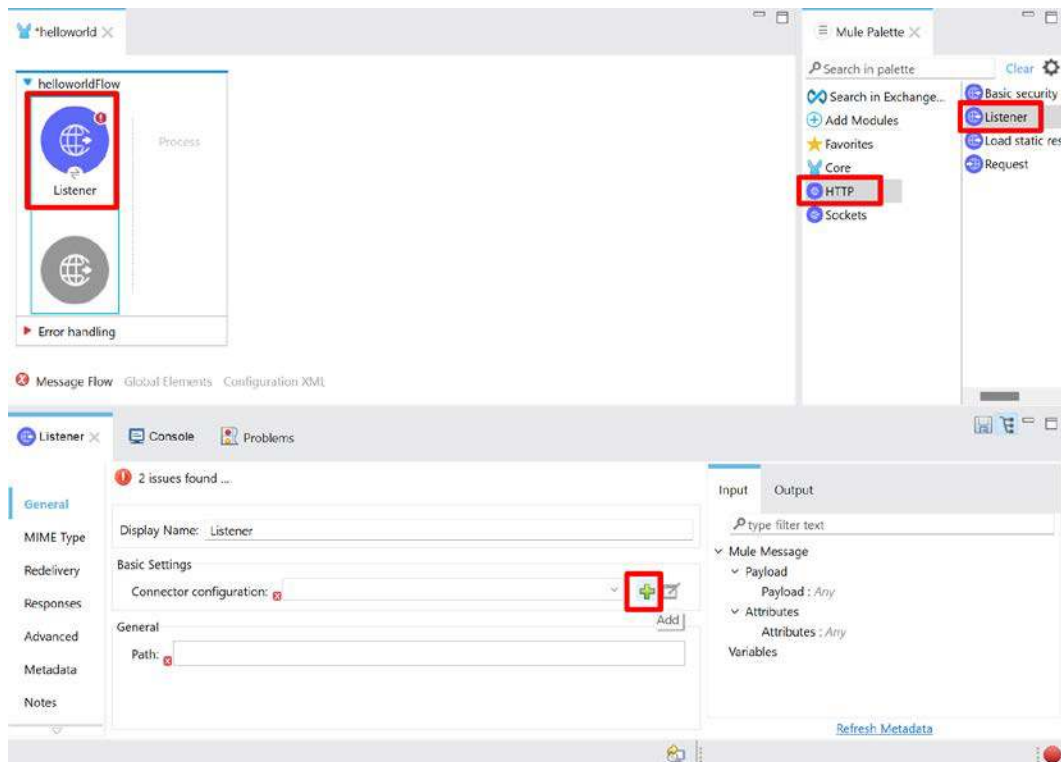 *helloworld
Mule Palette
helloworldFlow
Search in palette
Clear
Search in Exchange...
Add Modules
Favorites
Core
HTTP
Sockets
Basic security
Listener
Load static res
Request
Process
Listener
Error handling
Message Flow Global Elements Configuration XML
Listener Console Problems
General
MIME Type
Redelivery
Responses
Advanced
Metadata
Notes
2 issues found ...
Display Name: Listener
Basic Settings
Connector configuration:
Add
General
Path:
Input Output
type filter text
Mule Message
Payload
Payload : Any
Attributes
Attributes : Any
Variables
Refresh Metadata